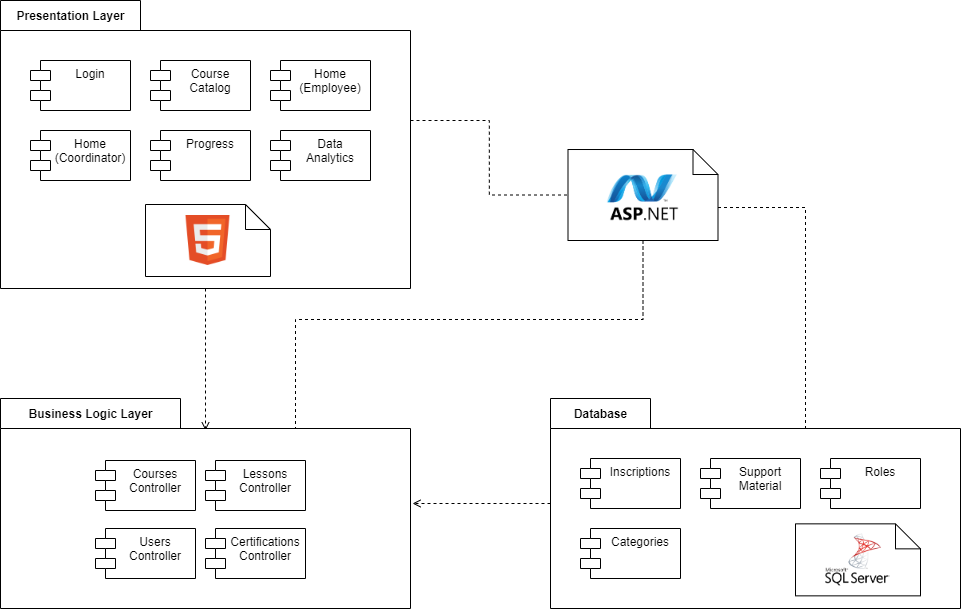 Presentation Layer
Login
Course
Catalog
Home
(Employee)
Home
(Coordinator)
Progress
Data
Analytics
5
ASP.NET
Business Logic Layer
Courses
Controller
Lessons
Controller
Users
Controller
Certifications
Controller
Database
Inscriptions
Support
Material
Roles
Categories
Microsoft
SQL Server